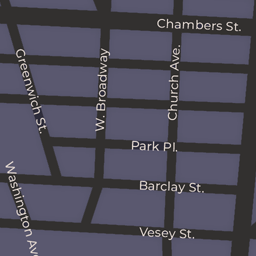 Chambers St.
Greenwich St.
W. Broadway
Church Ave.
Park Pl.
Barclay St.
Washington Av
Vesey St.